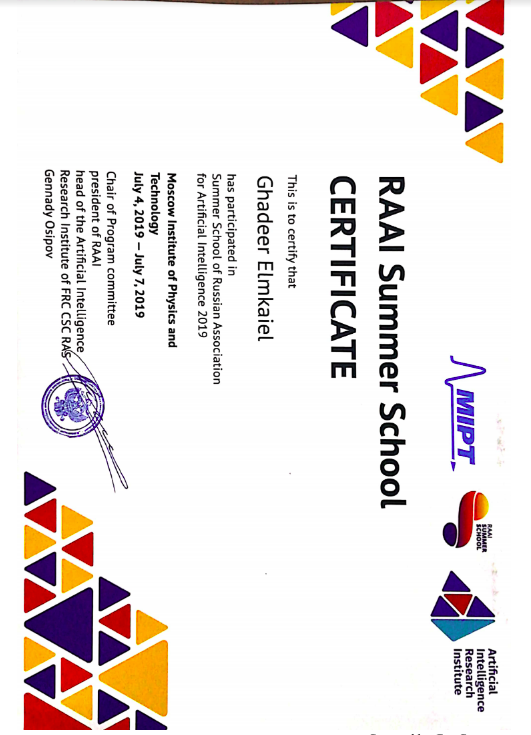 MIPT
RAAI
SUMMER
SCHOOL
Artificial
Intelligence
Research
Institute
RAAI Summer School
CERTIFICATE
This is to certify that
Ghadeer Elmkaiel
has participated in
Summer School of Russian Association
for Artificial Intelligence 2019
Moscow Institute of Physics and
Technology
July 4, 2019 – July 7, 2019
Chair of Program committee
president of RAAI
head of the Artificial Intelligence
Research Institute of FRC CSC RAS
Gennady Osipov